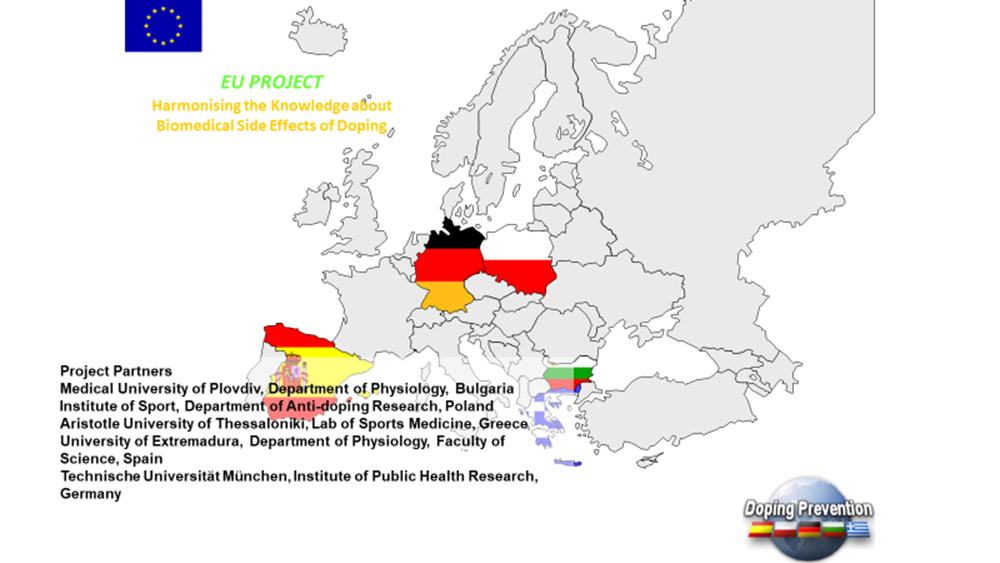 EU PROJECT
Harmonising the Knowledge about
Biomedical Side Effects of Doping
Project Partners
Medical University of Plovdiv, Department of Physiology, Bulgaria
Institute of Sport, Department of Anti-doping Research, Poland
Aristotle University of Thessaloniki, Lab of Sports Medicine, Greece
University of Extremadura, Department of Physiology, Faculty of
Science, Spain
Technische Universität München, Institute of Public Health Research,
Germany
Doping Prevention